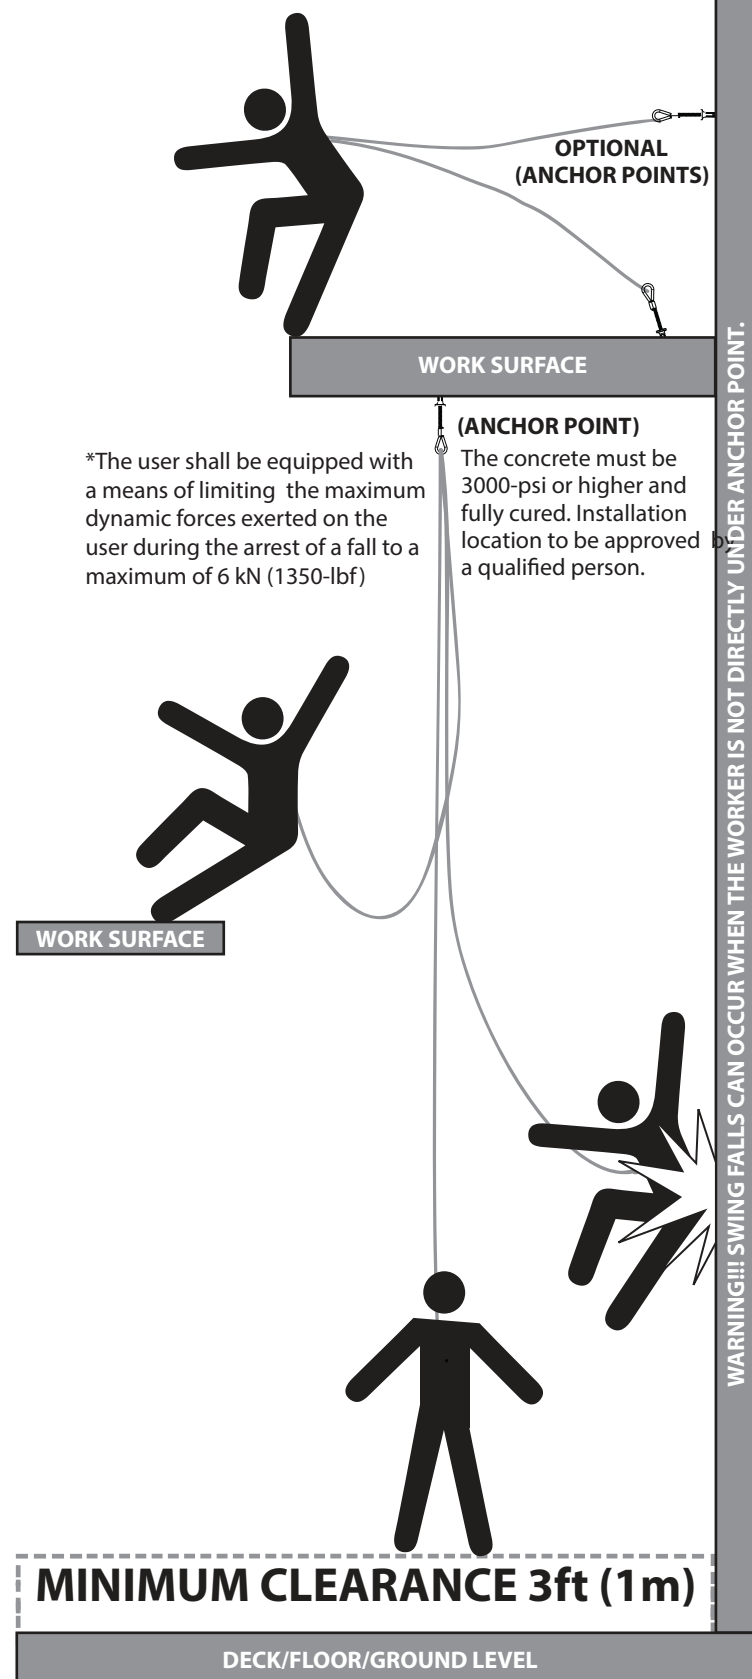 OPTIONAL
(ANCHOR POINTS)
WORK SURFACE
(ANCHOR POINT)
The concrete must be
3000-psi or higher and
fully cured. Installation
location to be approved by
a qualified person.
*The user shall be equipped with
a means of limiting the maximum
dynamic forces exerted on the
user during the arrest of a fall to a
maximum of 6 kN (1350-lbf)
WORK SURFACE
WARNING!!! SWING FALLS CAN OCCUR WHEN THE WORKER IS NOT DIRECTLY UNDER ANCHOR POINT.
MINIMUM CLEARANCE 3ft (1m)
DECK/FLOOR/GROUND LEVEL